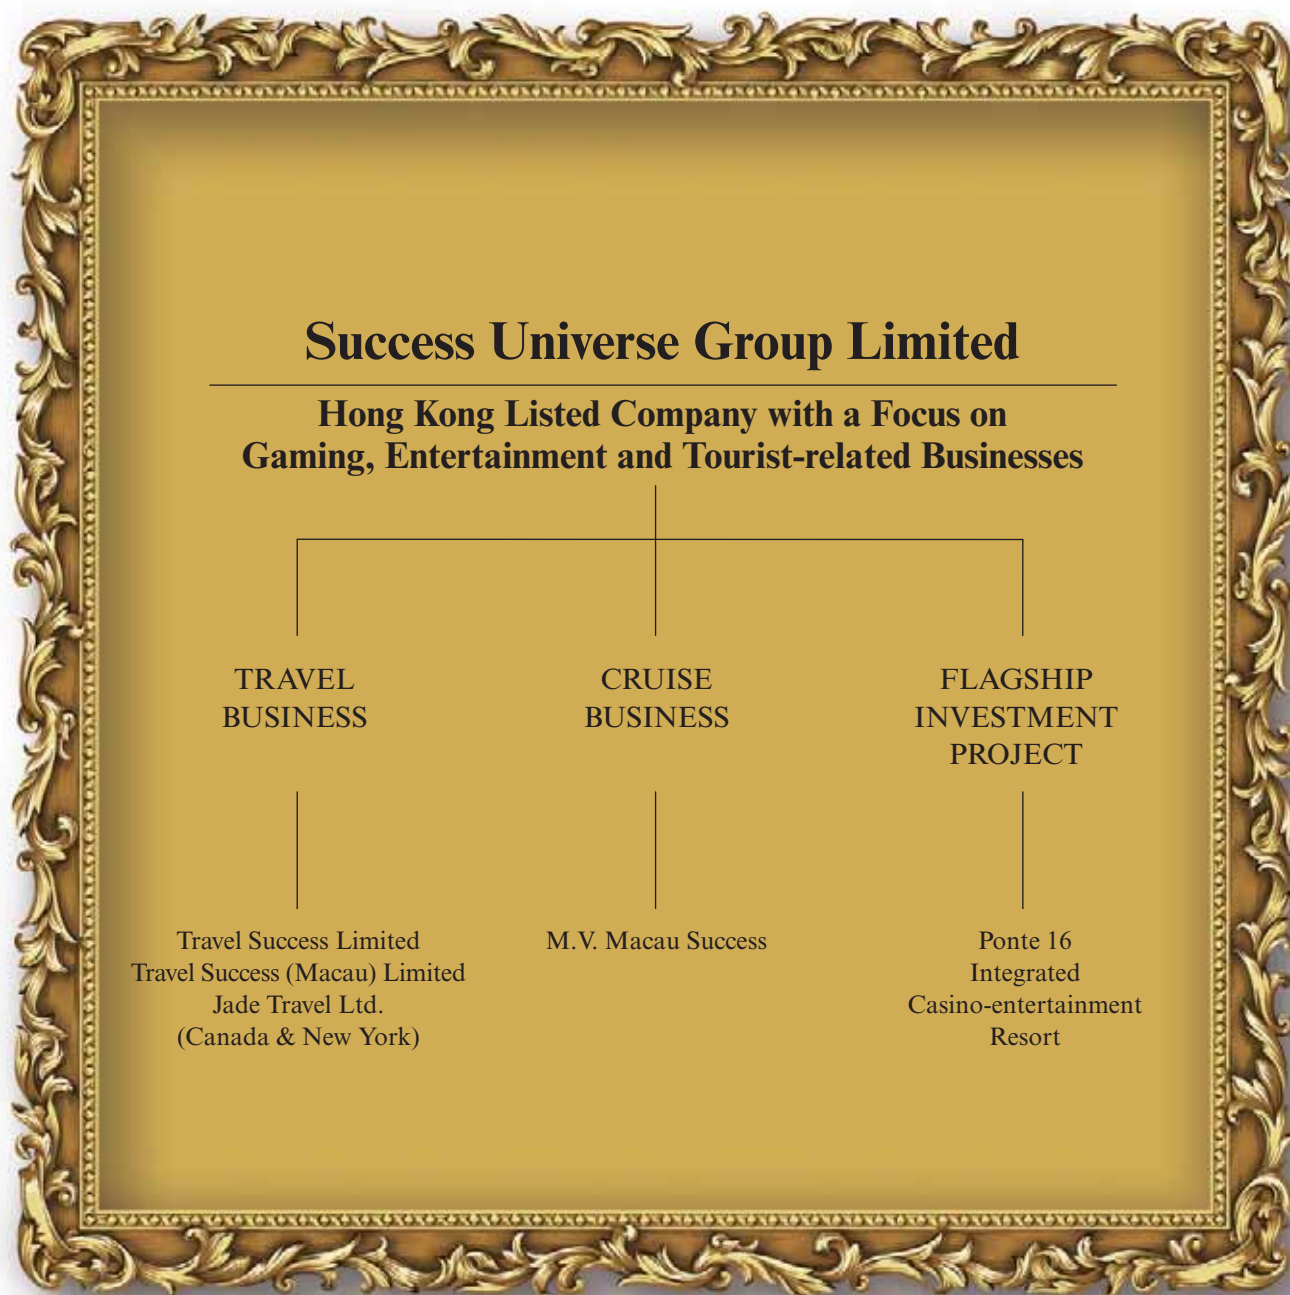 Success Universe Group Limited
Hong Kong Listed Company with a Focus on
Gaming, Entertainment and Tourist-related Businesses
TRAVEL
BUSINESS
CRUISE
BUSINESS
FLAGSHIP
INVESTMENT
PROJECT
Travel Success Limited
Travel Success (Macau) Limited
Jade Travel Ltd.
(Canada & New York)
M.V. Macau Success
Ponte 16
Integrated
Casino-entertainment
Resort